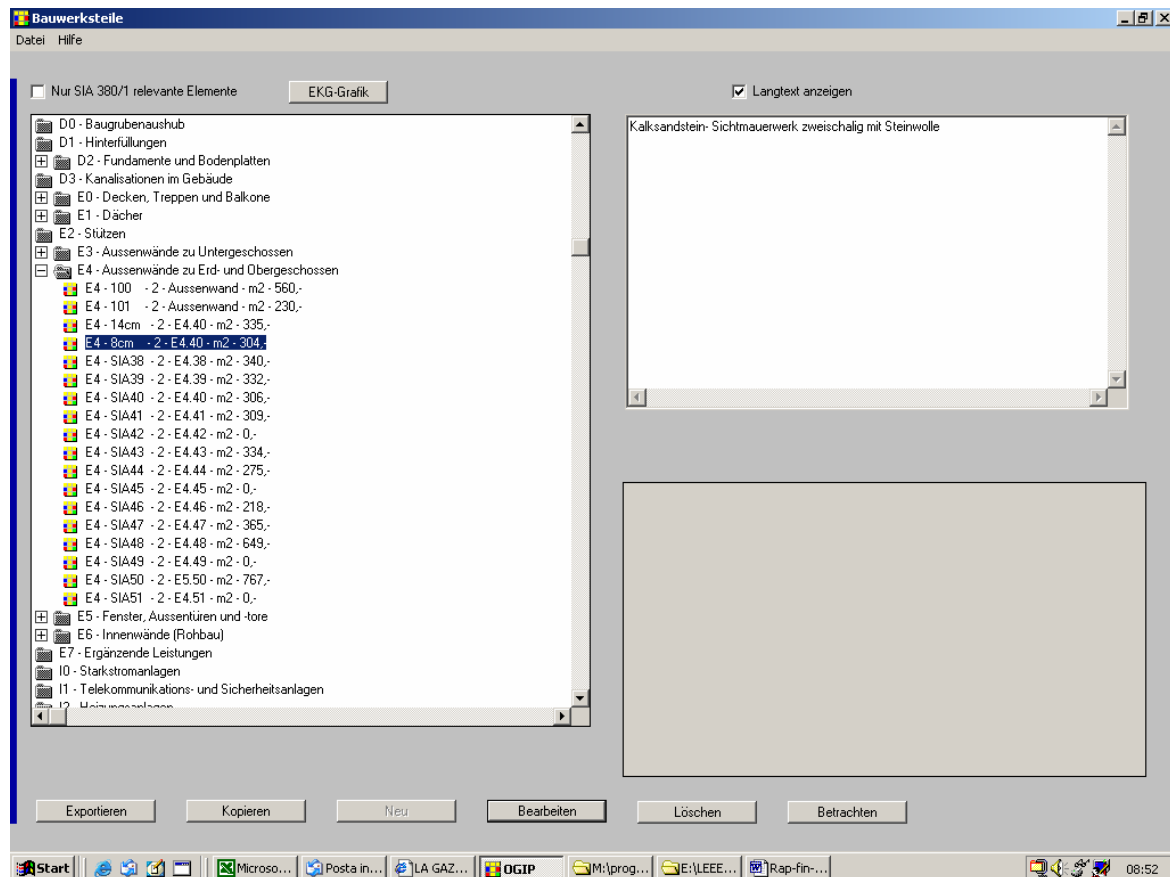 Bauwerksteile
Datei Hilfe
Nur SIA 380/1 relevante Elemente
EKG-Grafik
Langtext anzeigen
D0 - Baugrubenaushub
D1 - Hinterfüllungen
D2 - Fundamente und Bodenplatten
D3 - Kanalisationen im Gebäude
E0 - Decken, Treppen und Balkone
E1 - Dächer
E2 - Stützen
E3 - Aussenwände zu Untergeschossen
E4 - Aussenwände zu Erd- und Obergeschossen
E4 - 100 - 2 - Aussenwand - m2 - 560,-
E4 - 101 - 2 - Aussenwand - m2 - 230,-
E4 - 14cm - 2 - E4.40 - m2 - 335,-
E4 - 8cm - 2 - E4.40 - m2 - 304,-
E4 - SIA38 - 2 - E4.38 - m2 - 340,-
E4 - SIA39 - 2 - E4.39 - m2 - 332,-
E4 - SIA40 - 2 - E4.40 - m2 - 306,-
E4 - SIA41 - 2 - E4.41 - m2 - 309,-
E4 - SIA42 - 2 - E4.42 - m2 - 0,-
E4 - SIA43 - 2 - E4.43 - m2 - 334,-
E4 - SIA44 - 2 - E4.44 - m2 - 275,-
E4 - SIA45 - 2 - E4.45 - m2 - 0,-
E4 - SIA46 - 2 - E4.46 - m2 - 218,-
E4 - SIA47 - 2 - E4.47 - m2 - 365,-
E4 - SIA48 - 2 - E4.48 - m2 - 649,-
E4 - SIA49 - 2 - E4.49 - m2 - 0,-
E4 - SIA50 - 2 - E5.50 - m2 - 767,-
E4 - SIA51 - 2 - E4.51 - m2 - 0,-
E5 - Fenster, Aussentüren und -tore
E6 - Innenwände (Rohbau)
E7 - Ergänzende Leistungen
I0 - Starkstromanlagen
I1 - Telekommunikations- und Sicherheitsanlagen
I2 - Heizungsanlagen
Kalksandstein- Sichtmauerwerk zweischalig mit Steinwolle
Exportieren
Kopieren
Neu
Bearbeiten
Löschen
Betrachten
Start
Microso...
Posta in...
LA GAZ...
OGIP
M:\prog...
E:\LEEE...
Rap-fin-...
08:52